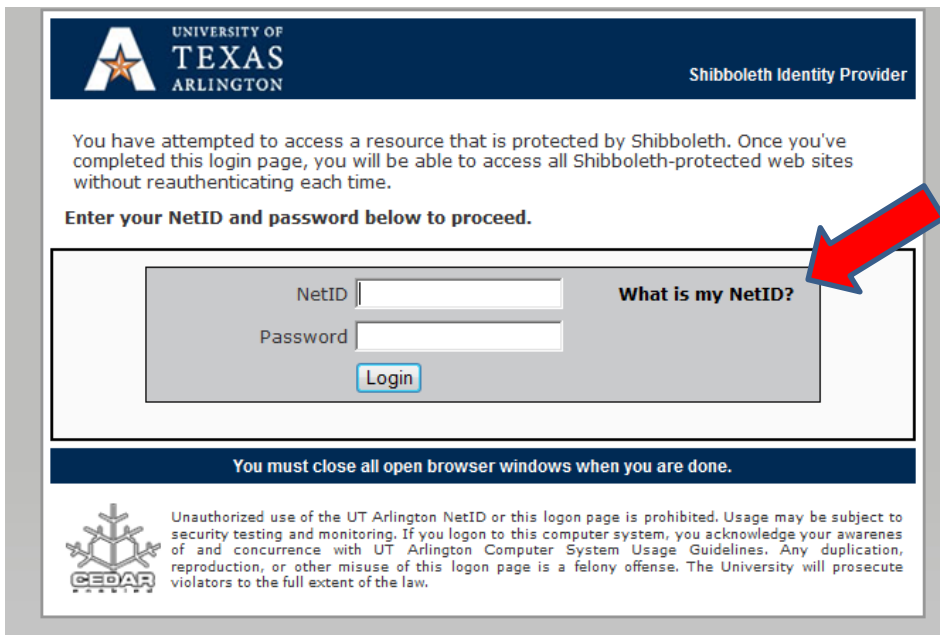 UNIVERSITY OF
TEXAS
ARLINGTON
Shibboleth Identity Provider
You have attempted to access a resource that is protected by Shibboleth. Once you've
completed this login page, you will be able to access all Shibboleth-protected web sites
without reauthenticating each time.
Enter your NetID and password below to proceed.
NetID
What is my NetID?
Password
Login
You must close all open browser windows when you are done.
Unauthorized use of the UT Arlington NetID or this logon page is prohibited. Usage may be subject to
security testing and monitoring. If you logon to this computer system, you acknowledge your awarenes
of and concurrence with UT Arlington Computer System Usage Guidelines. Any duplication,
reproduction, or other misuse of this logon page is a felony offense. The University will prosecute
violators to the full extent of the law.
CEDAR